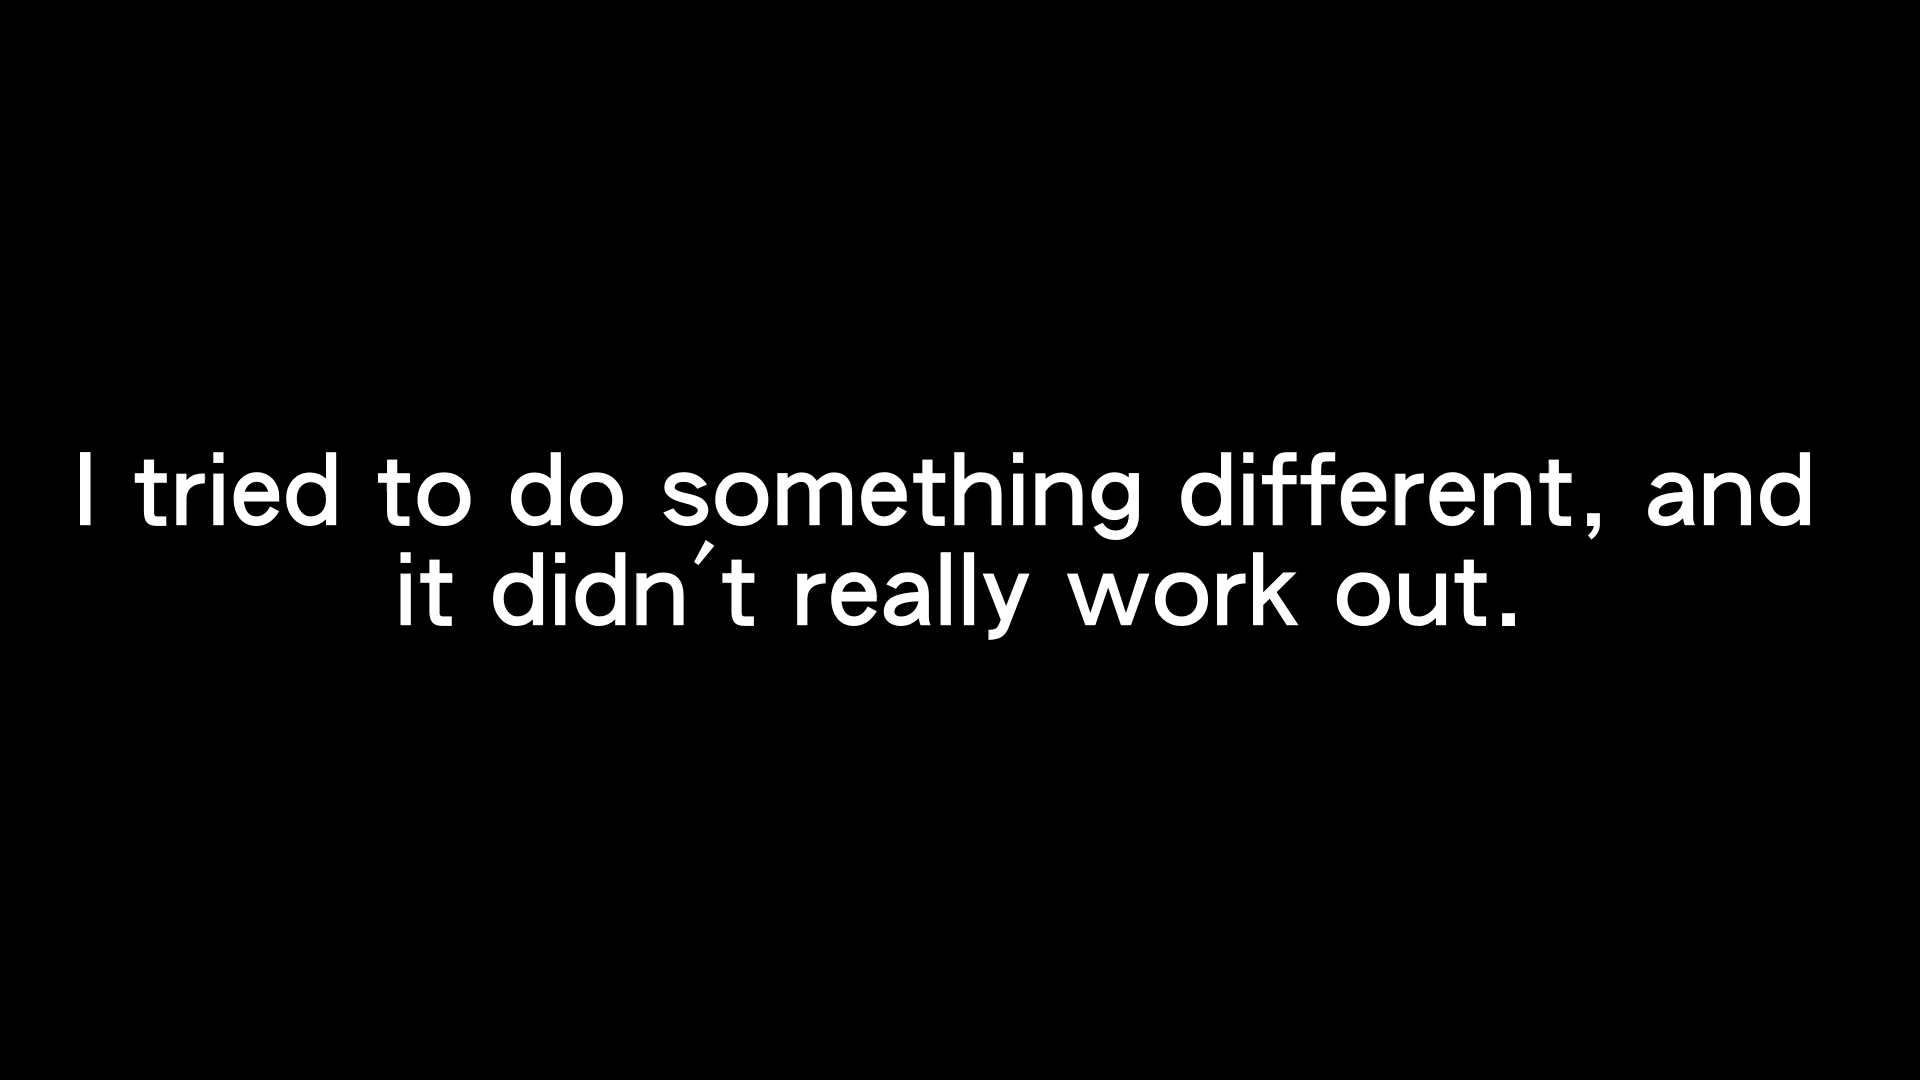 I tried to do something different, and
it didn´t really work out.